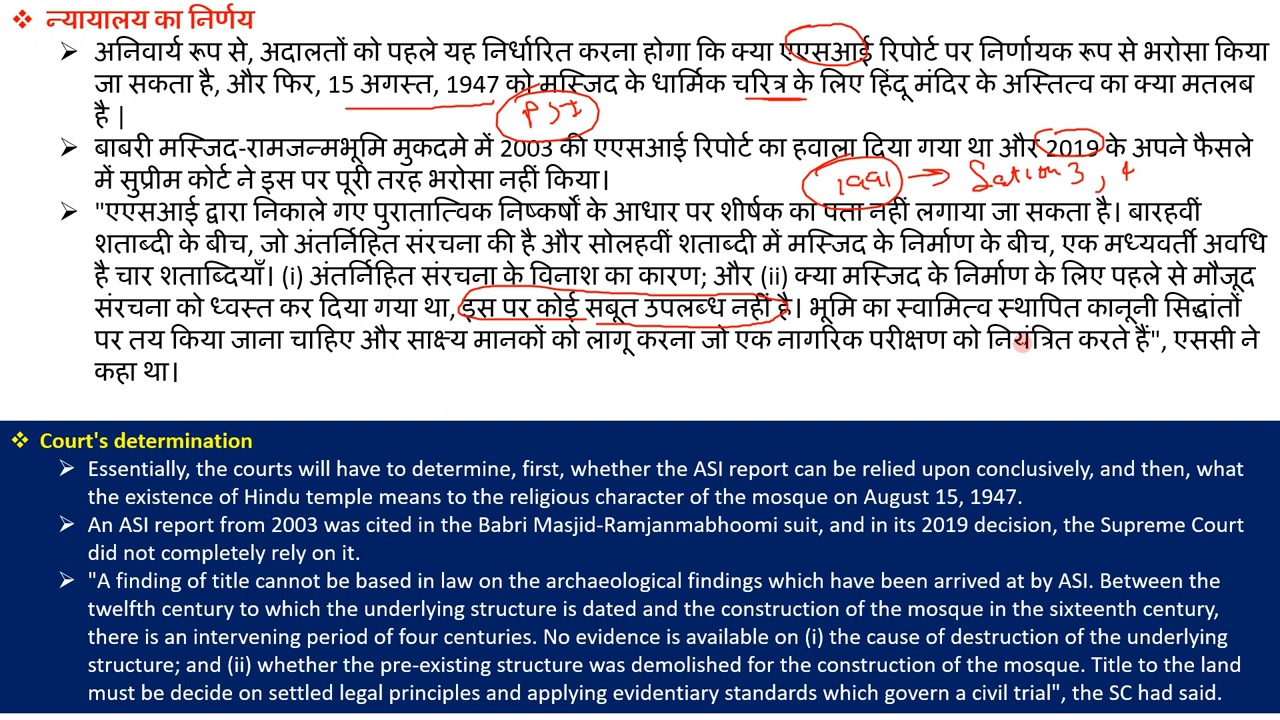 ❖ न्यायालय का निर्णय
➢ अनिवार्य रूप से, अदालतों को पहले यह निर्धारित करना होगा कि क्या एएसआई रिपोर्ट पर निर्णायक रूप से भरोसा किया
जा सकता है, और फिर, 15 अगस्त, 1947 को मस्जिद के धार्मिक चरित्र के लिए हिंदू मंदिर के अस्तित्व का क्या मतलब
है |
➢ बाबरी मस्जिद-रामजन्मभूमि मुकदमे में 2003 की एएसआई रिपोर्ट का हवाला दिया गया था और 2019 के अपने फैसले
में सुप्रीम कोर्ट ने इस पर पूरी तरह भरोसा नहीं किया।
1991 → Sation 3, 4
➢ "एएसआई द्वारा निकाले गए पुरातात्विक निष्कर्षों के आधार पर शीर्षक का पता नहीं लगाया जा सकता है। बारहवीं
शताब्दी के बीच, जो अंतर्निहित संरचना की है और सोलहवीं शताब्दी में मस्जिद के निर्माण के बीच, एक मध्यवर्ती अवधि
है चार शताब्दियाँ। (i) अंतर्निहित संरचना के विनाश का कारण; और (ii) क्या मस्जिद के निर्माण के लिए पहले से मौजूद
संरचना को ध्वस्त कर दिया गया था, इस पर कोई सबूत उपलब्ध नहीं है। भूमि का स्वामित्व स्थापित कानूनी सिद्धांतों
पर तय किया जाना चाहिए और साक्ष्य मानकों को लागू करना जो एक नागरिक परीक्षण को नियंत्रित करते हैं", एससी ने
कहा था।
❖ Court's determination
➢ Essentially, the courts will have to determine, first, whether the ASI report can be relied upon conclusively, and then, what
the existence of Hindu temple means to the religious character of the mosque on August 15, 1947.
➢ An ASI report from 2003 was cited in the Babri Masjid-Ramjanmabhoomi suit, and in its 2019 decision, the Supreme Court
did not completely rely on it.
➢ "A finding of title cannot be based in law on the archaeological findings which have been arrived at by ASI. Between the
twelfth century to which the underlying structure is dated and the construction of the mosque in the sixteenth century,
there is an intervening period of four centuries. No evidence is available on (i) the cause of destruction of the underlying
structure; and (ii) whether the pre-existing structure was demolished for the construction of the mosque. Title to the land
must be decide on settled legal principles and applying evidentiary standards which govern a civil trial", the SC had said.